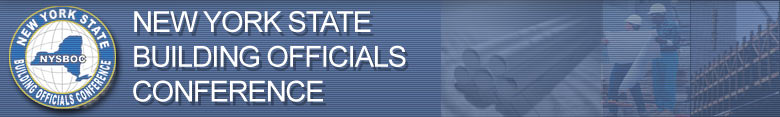 NEW YORK STATE
NYSBOC
BUILDING OFFICIALS CONFERENCE
NEW YORK STATE
BUILDING OFFICIALS
CONFERENCE